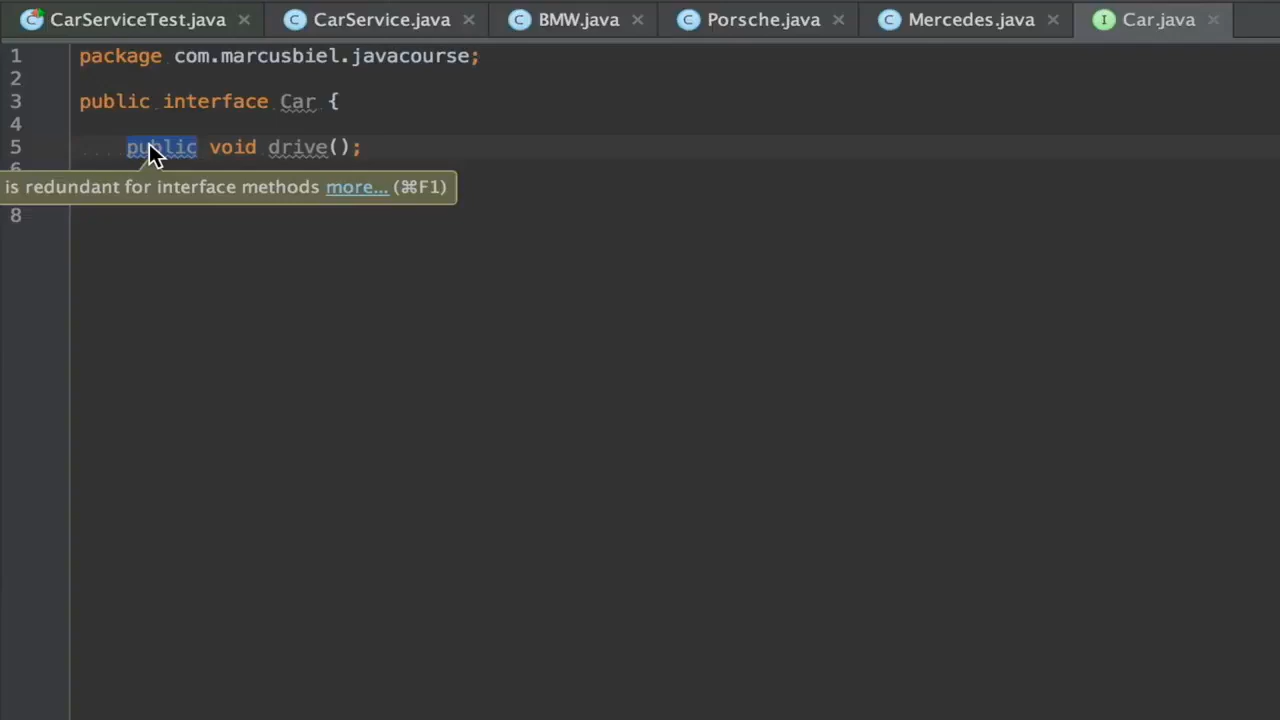 CarServiceTest.java CarService.java BMW.java Porsche.java Mercedes.java Car.java
1 package com.marcusbiel.javacourse;
2
3 public interface Car {
4
5 public void drive();
6
is redundant for interface methods more... (⌘F1)
8